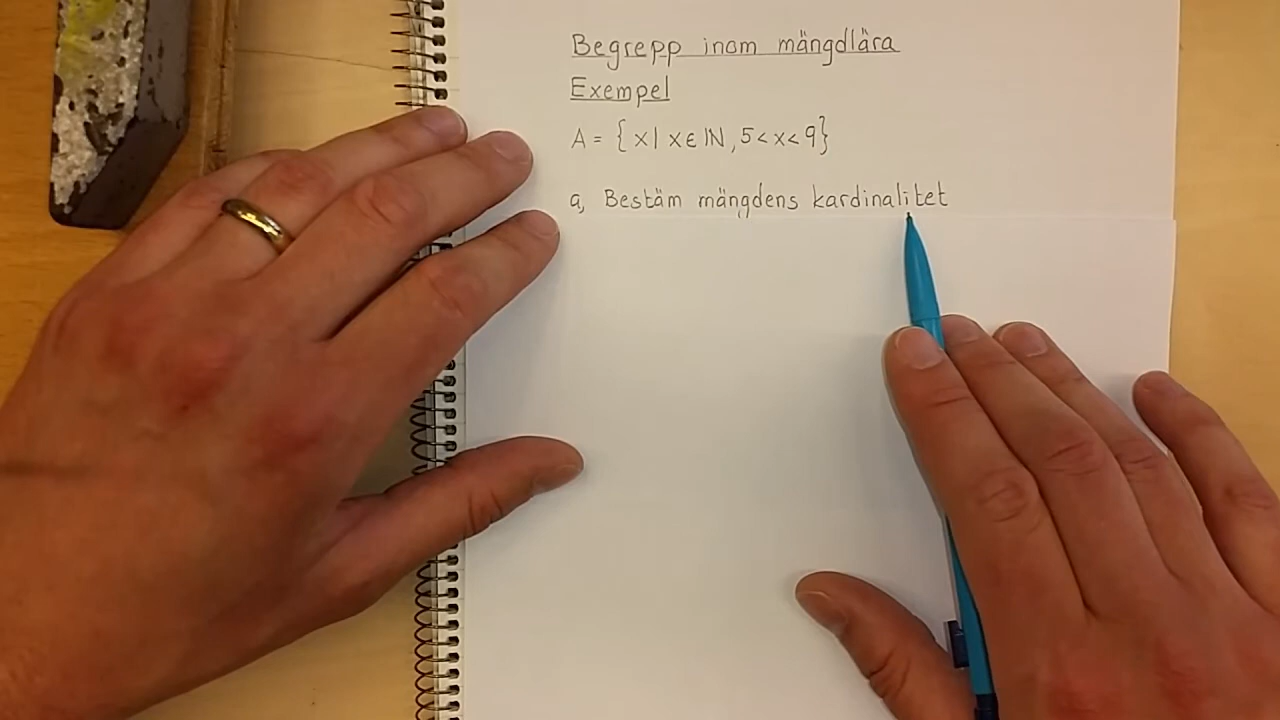 Begrepp inom mängdlära
Exempel
A = { x | x ∈ ℕ, 5 < x < 9 }
a, Bestäm mängdens kardinalitet